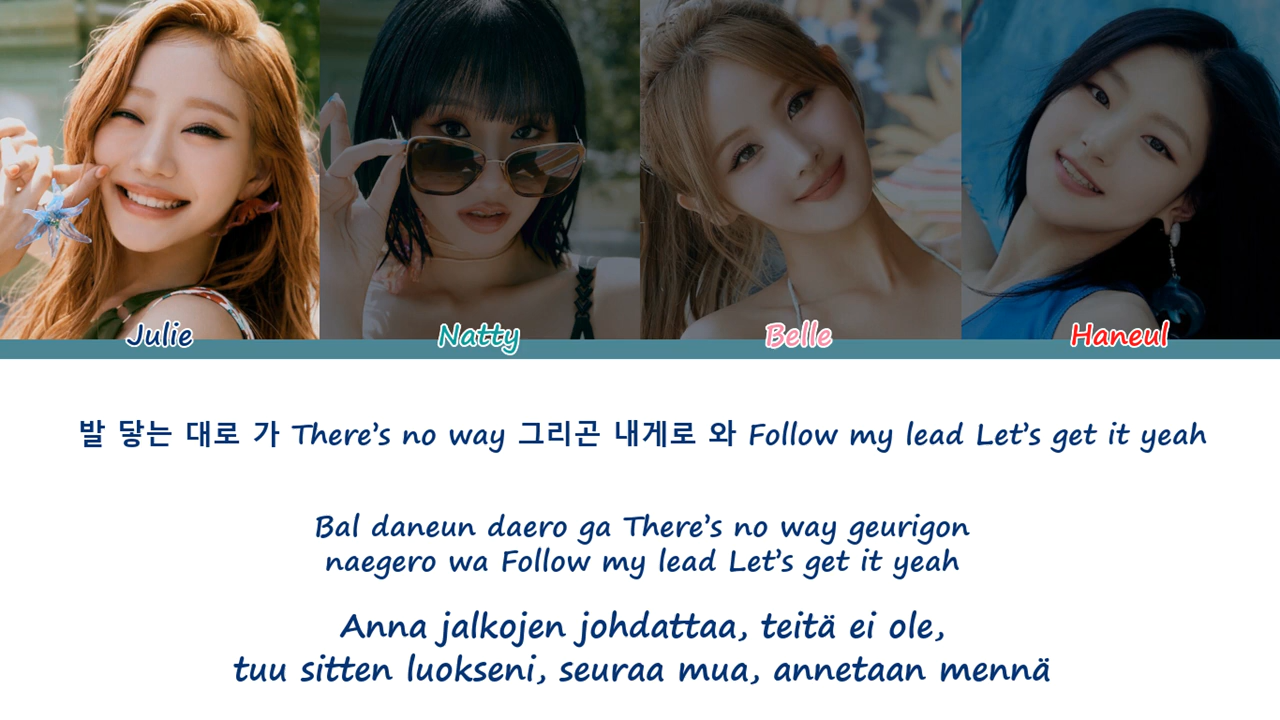 Julie
Natty
Belle
Haneul
발 닿는 대로 가 There's no way 그리곤 내게로 와 Follow my lead Let's get it yeah
Bal daneun daero ga There's no way geurigon
naegero wa Follow my lead Let's get it yeah
Anna jalkojen johdattaa, teitä ei ole,
tuu sitten luokseni, seuraa mua, annetaan mennä